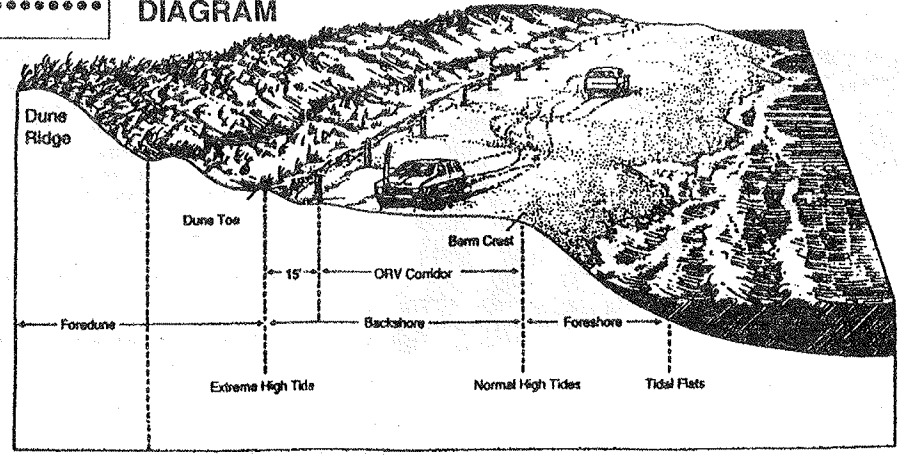 DIAGRAM
Dune
Ridge
Dune Toe
Berm Crest
15'
ORV Corridor
Foredune
Backshore
Foreshore
Extreme High Tide
Normal High Tides
Tidal Flats